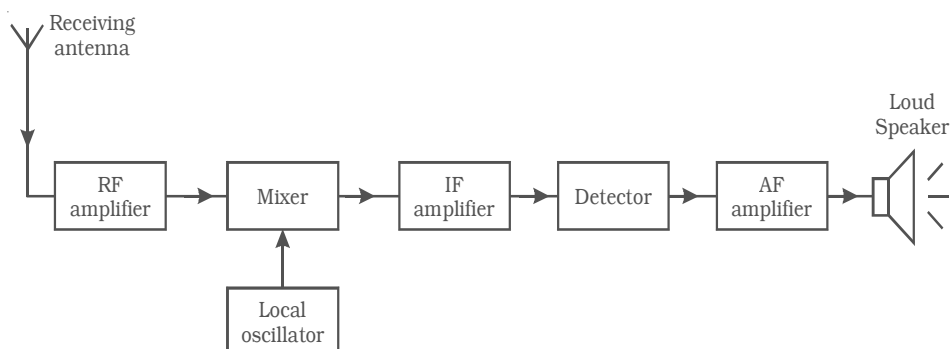 Receiving
antenna
Loud
Speaker
RF
amplifier
Mixer
IF
amplifier
Detector
AF
amplifier
Local
oscillator